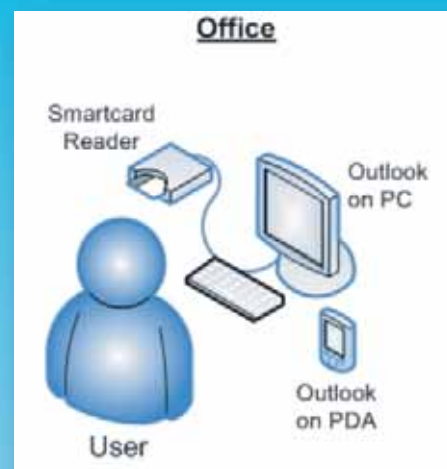 Office
Smartcard
Reader
Outlook
on PC
Outlook
on PDA
User